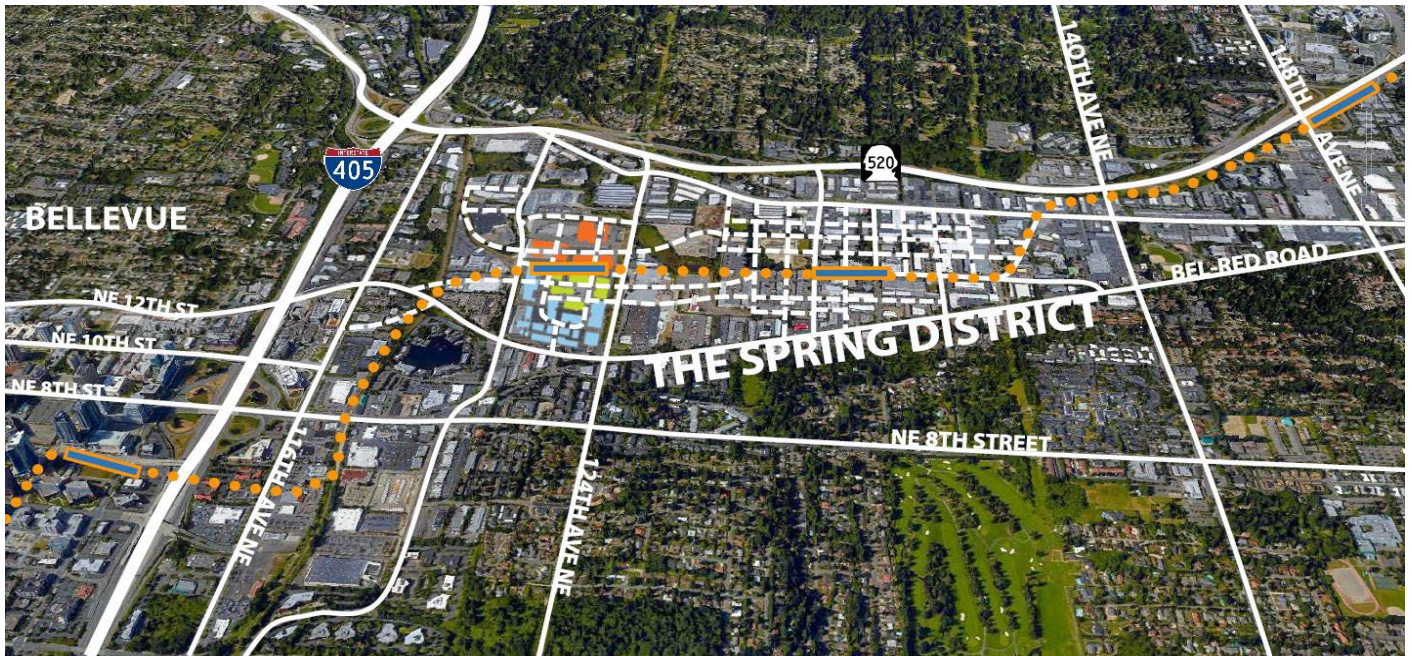 140TH AVE NE
148TH AVE NE
INTERSTATE
405
520
BELLEVUE
BEL-RED ROAD
NE 12TH ST.
THE SPRING DISTRICT
NE 10TH ST.
NE 8TH ST.
116TH AVE NE
124TH AVE NE
NE 8TH STREET